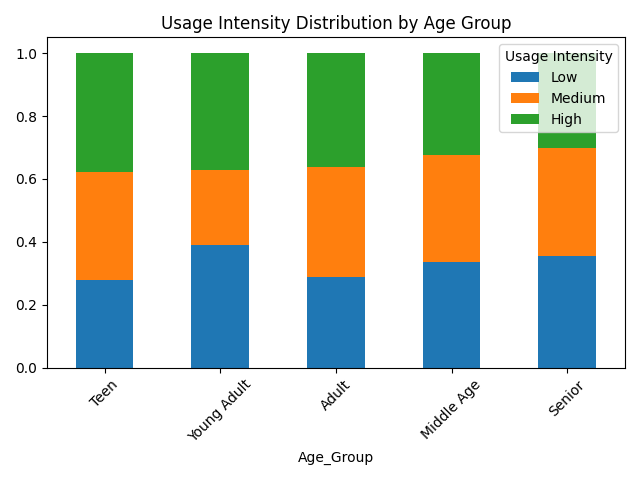 Usage Intensity Distribution by Age Group
1.0
0.8
0.6
0.4
0.2
0.0
Usage Intensity
Low
Medium
High
Teen
Young Adult
Adult
Middle Age
Senior
Age_Group